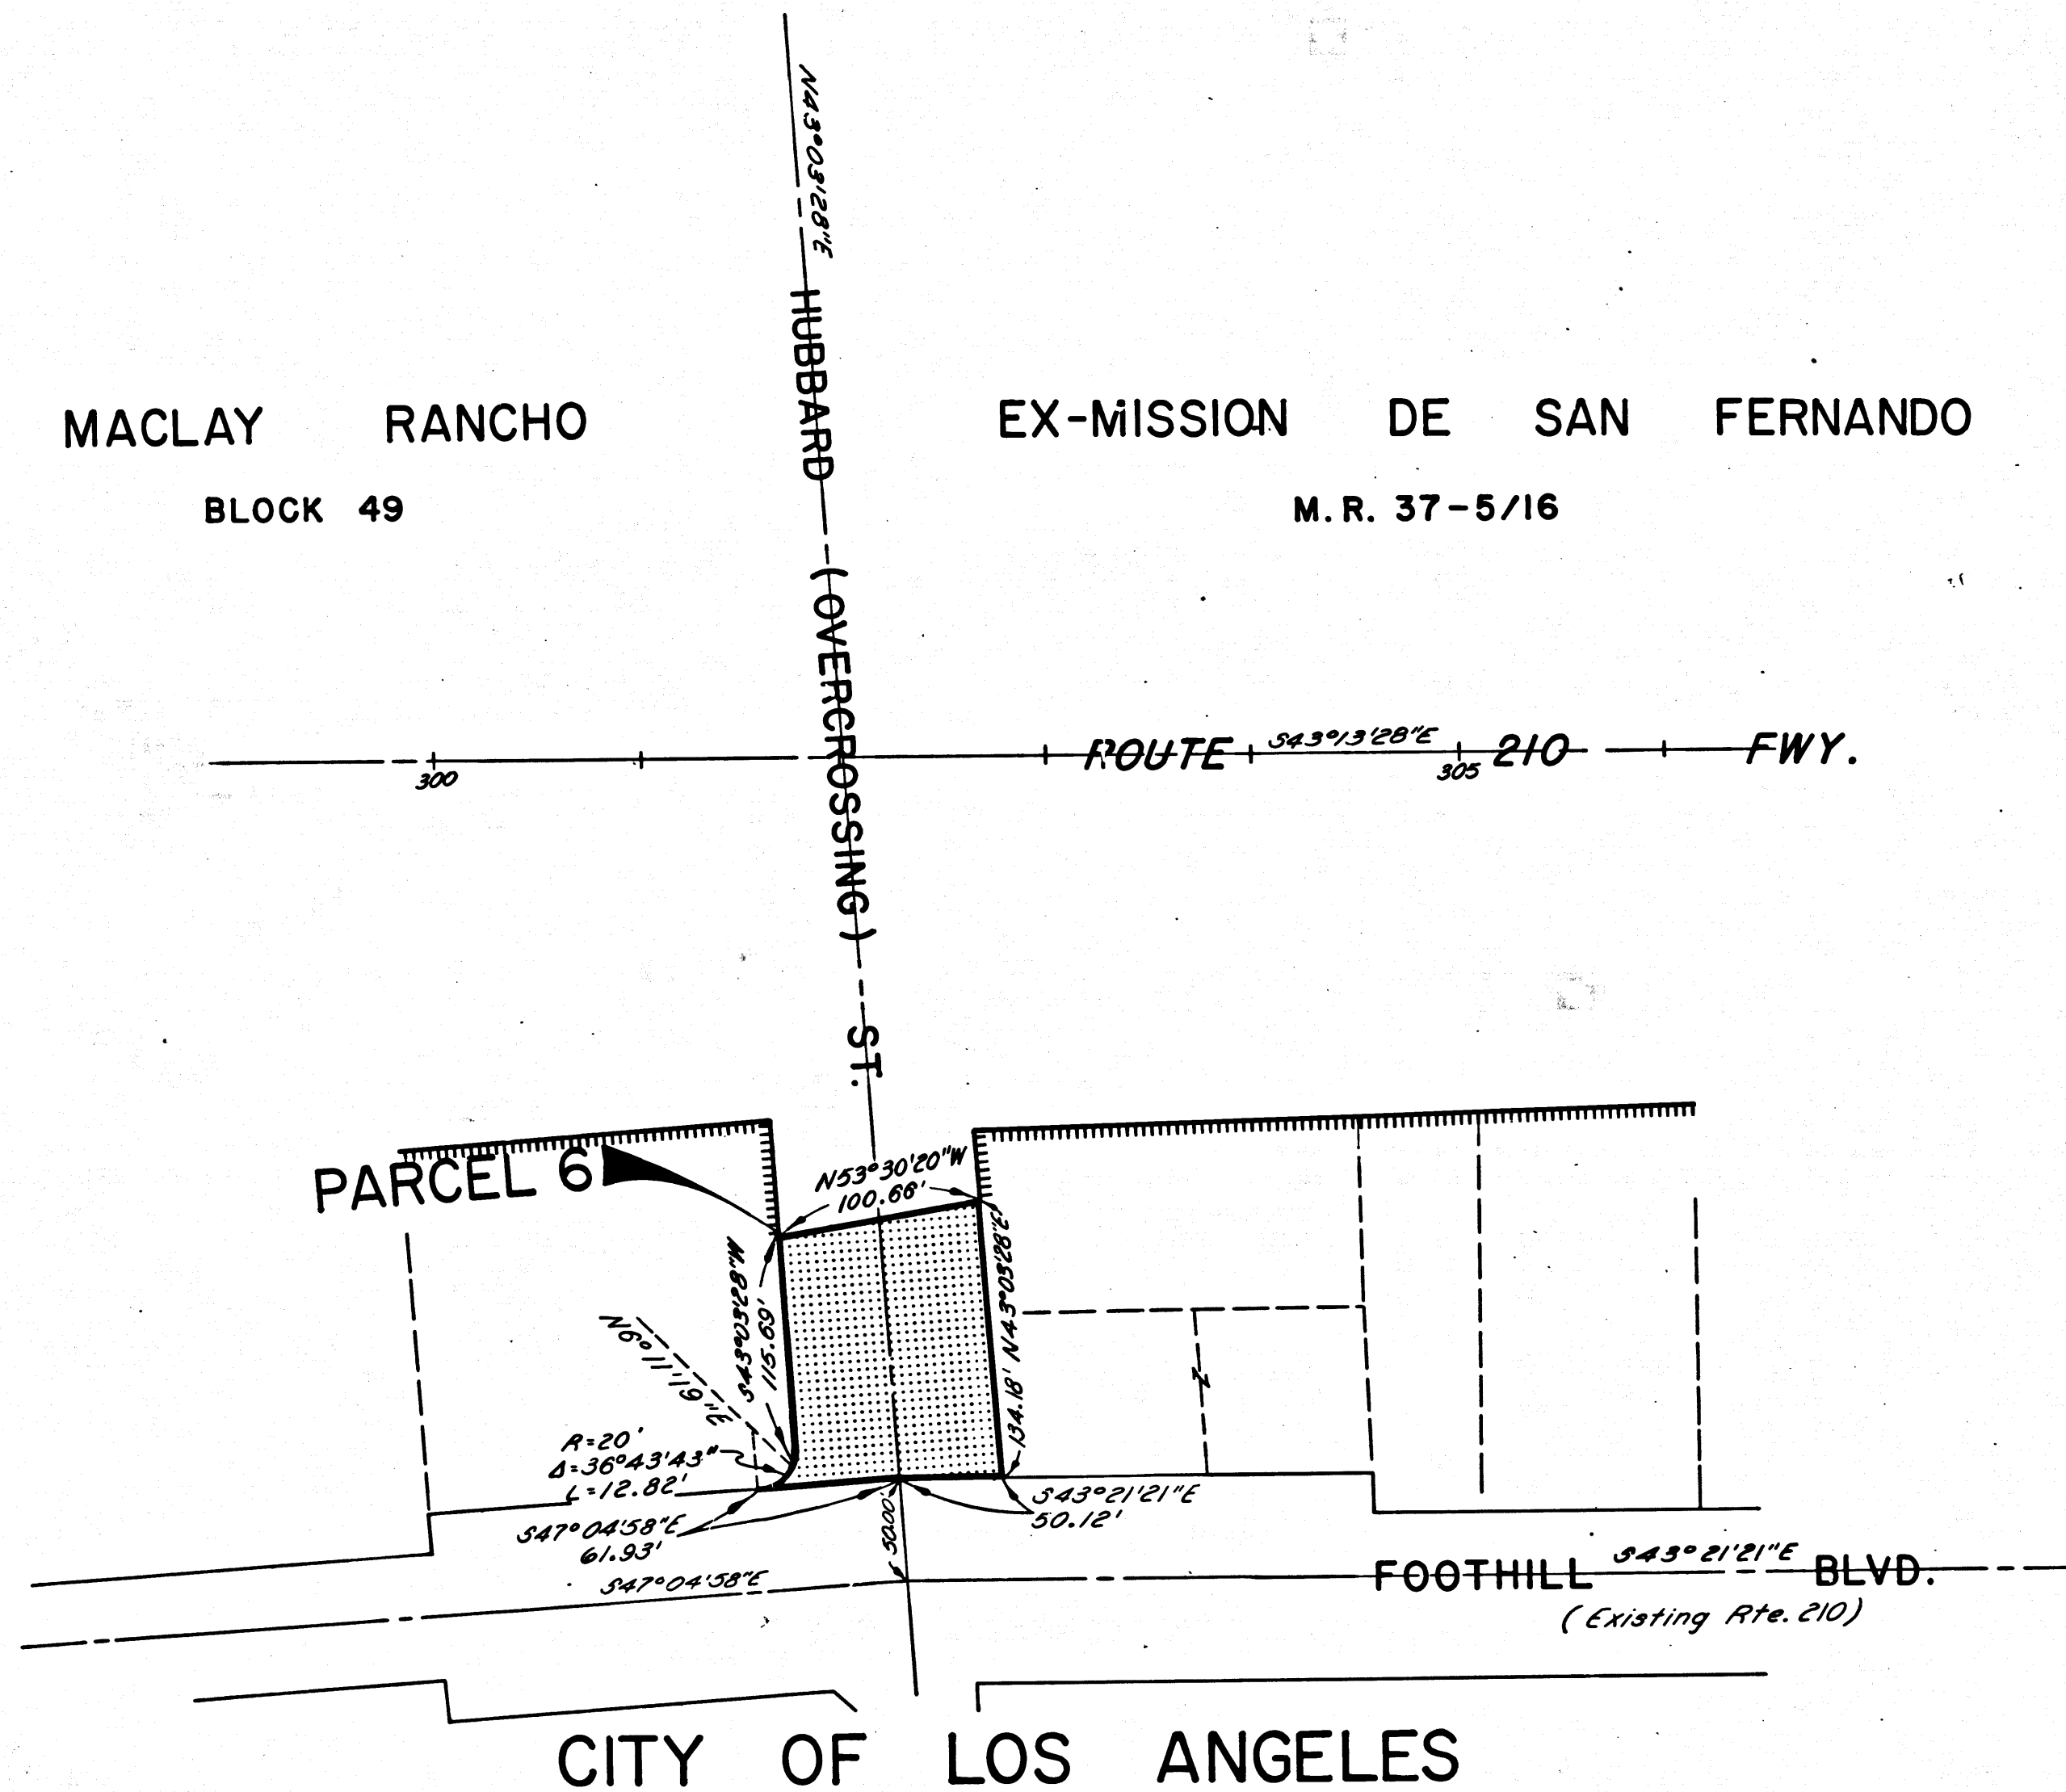 N43°03'28"E
HUBBARD (OVERCROSSING) ST.
MACLAY RANCHO EX-MISSION DE SAN FERNANDO
BLOCK 49 M.R. 37-5/16
ROUTE S43°13'28"E 210 FWY.
300 305
PARCEL 6
N53°30'20"W
100.66'
S43°03'28"W
115.69'
134.18' N43°03'28"E
R=20'
Δ=36°43'43"
L=12.82'
S47°04'58"E
61.93'
S43°21'21"E
50.12'
50.00'
S47°04'58"E
FOOTHILL S43°21'21"E BLVD.
(Existing Rte. 210)
Z
CITY OF LOS ANGELES